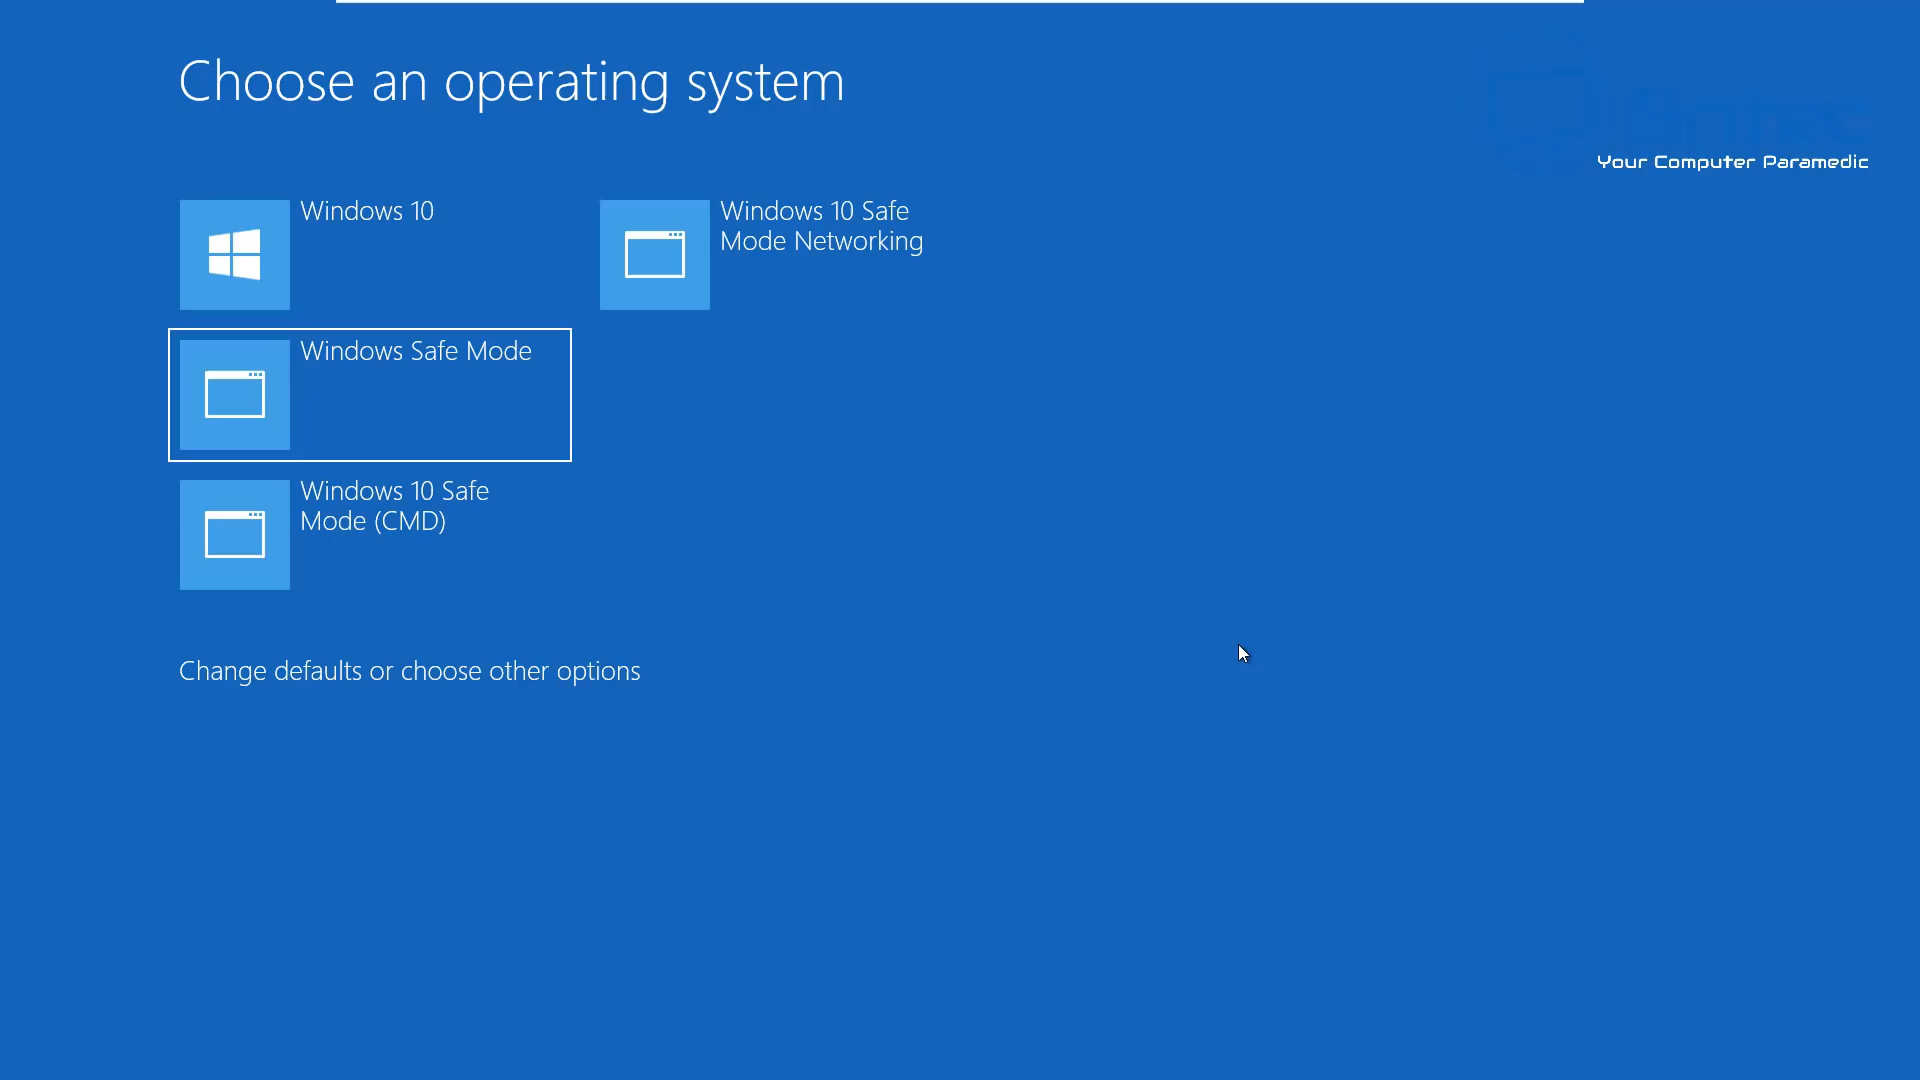 Choose an operating system
Your Computer Paramedic
Windows 10
Windows 10 Safe
Mode Networking
Windows Safe Mode
Windows 10 Safe
Mode (CMD)
Change defaults or choose other options